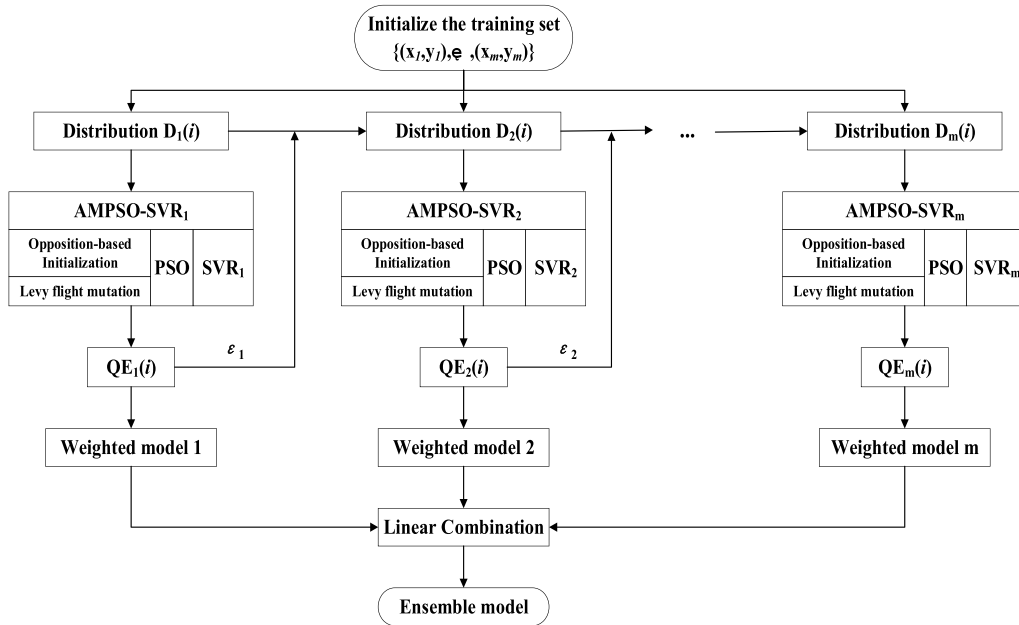 Initialize the training set
{(x₁,y₁),ẹ ,(xₘ,yₘ)}
Distribution D₁(i)
Distribution D₂(i)
...
Distribution Dₘ(i)
AMPSO-SVR₁
Opposition-based
Initialization
Levy flight mutation
PSO
SVR₁
AMPSO-SVR₂
Opposition-based
Initialization
Levy flight mutation
PSO
SVR₂
AMPSO-SVRₘ
Opposition-based
Initialization
Levy flight mutation
PSO
SVRₘ
QE₁(i)
ε₁
QE₂(i)
ε₂
QEₘ(i)
Weighted model 1
Weighted model 2
Weighted model m
Linear Combination
Ensemble model